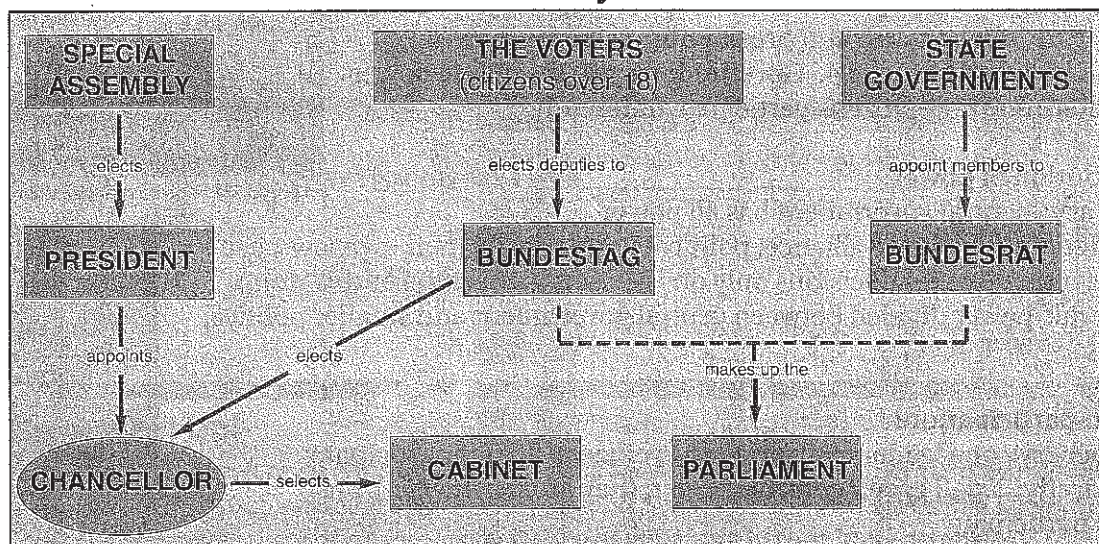 SPECIAL
ASSEMBLY
THE VOTERS
(citizens over 18)
STATE
GOVERNMENTS
elects
elects deputies to
appoint members to
PRESIDENT
BUNDESTAG
BUNDESRAT
appoints
elects
makes up the
CHANCELLOR
selects
CABINET
PARLIAMENT